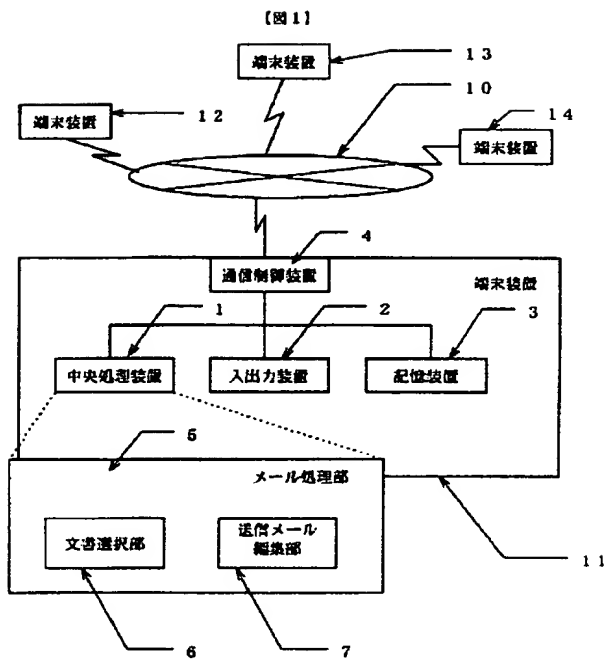 【図1】
端末装置
13
10
端末装置
12
14
端末装置
4
通信制御装置
端末装置
1
2
3
中央処理装置
入出力装置
記憶装置
5
メール処理部
文書選択部
送信メール
編集部
11
6
7